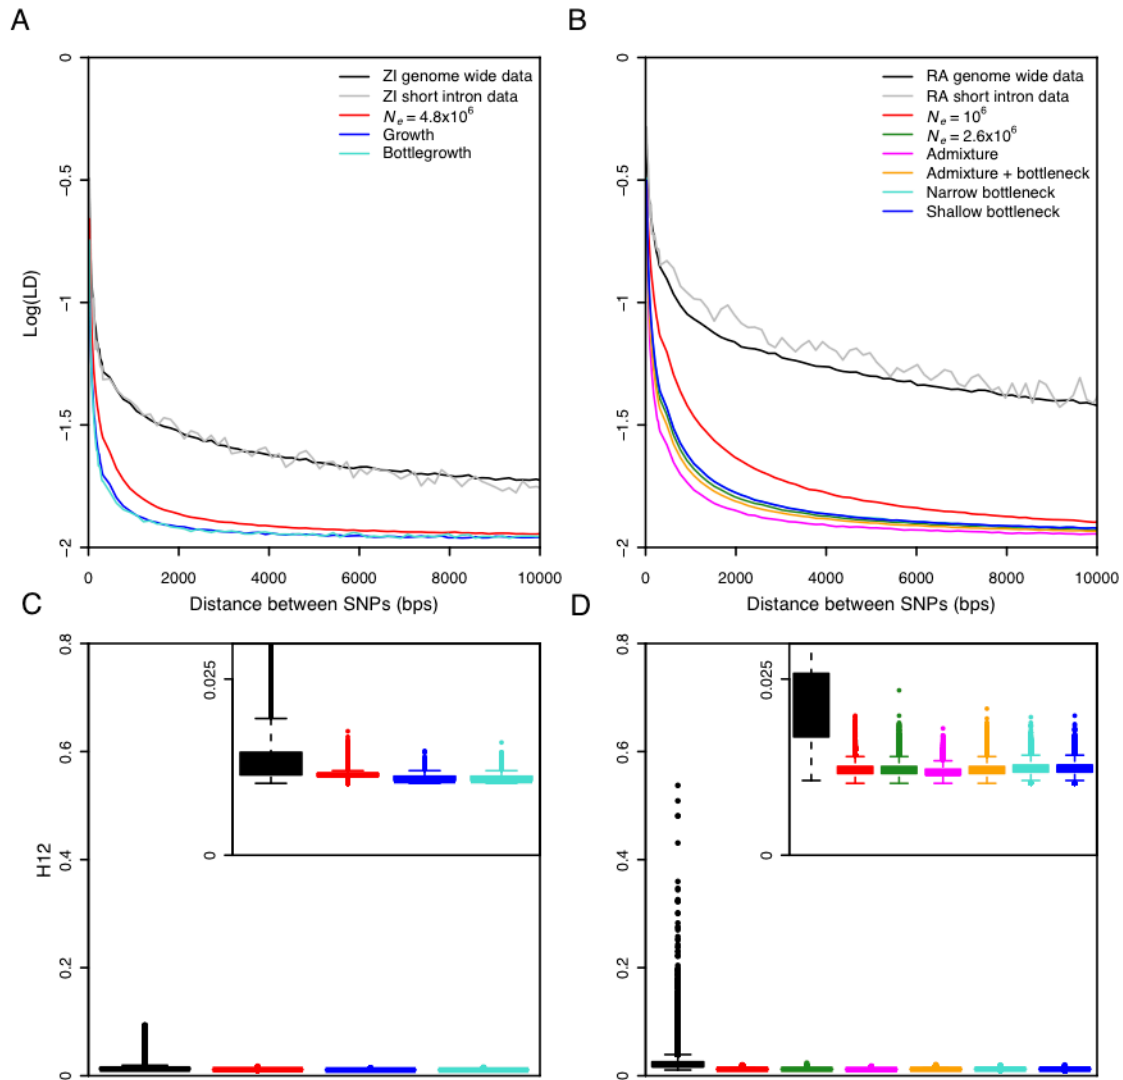 A
B
ZI genome wide data
ZI short intron data
Ne = 4.8x10^6
Growth
Bottlegrowth
RA genome wide data
RA short intron data
Ne = 10^6
Ne = 2.6x10^6
Admixture
Admixture + bottleneck
Narrow bottleneck
Shallow bottleneck
Log(LD)
0
−0.5
−1
−1.5
−2
0
−0.5
−1
−1.5
−2
0 2000 4000 6000 8000 10000
Distance between SNPs (bps)
0 2000 4000 6000 8000 10000
Distance between SNPs (bps)
C
D
H12
0.8
0.6
0.4
0.2
0
0.025
0
0.8
0.6
0.4
0.2
0
0.025
0